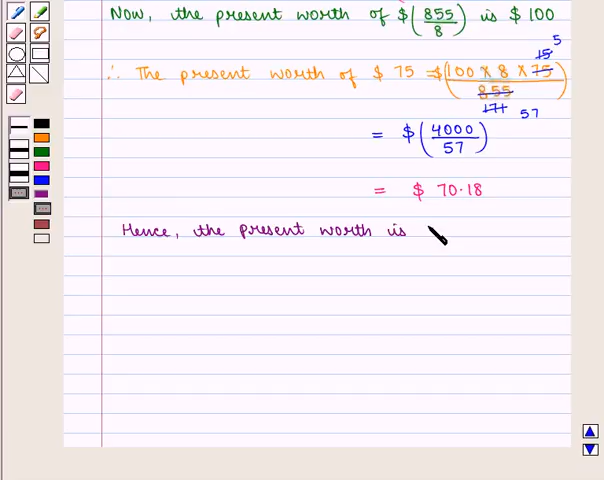 Now, the present worth of $(855/8) is $ 100
∴ The present worth of $ 75 = $(100 × 8 × 75/855) 15 5 171 57
= $(4000/57)
= $ 70.18
Hence, the present worth is